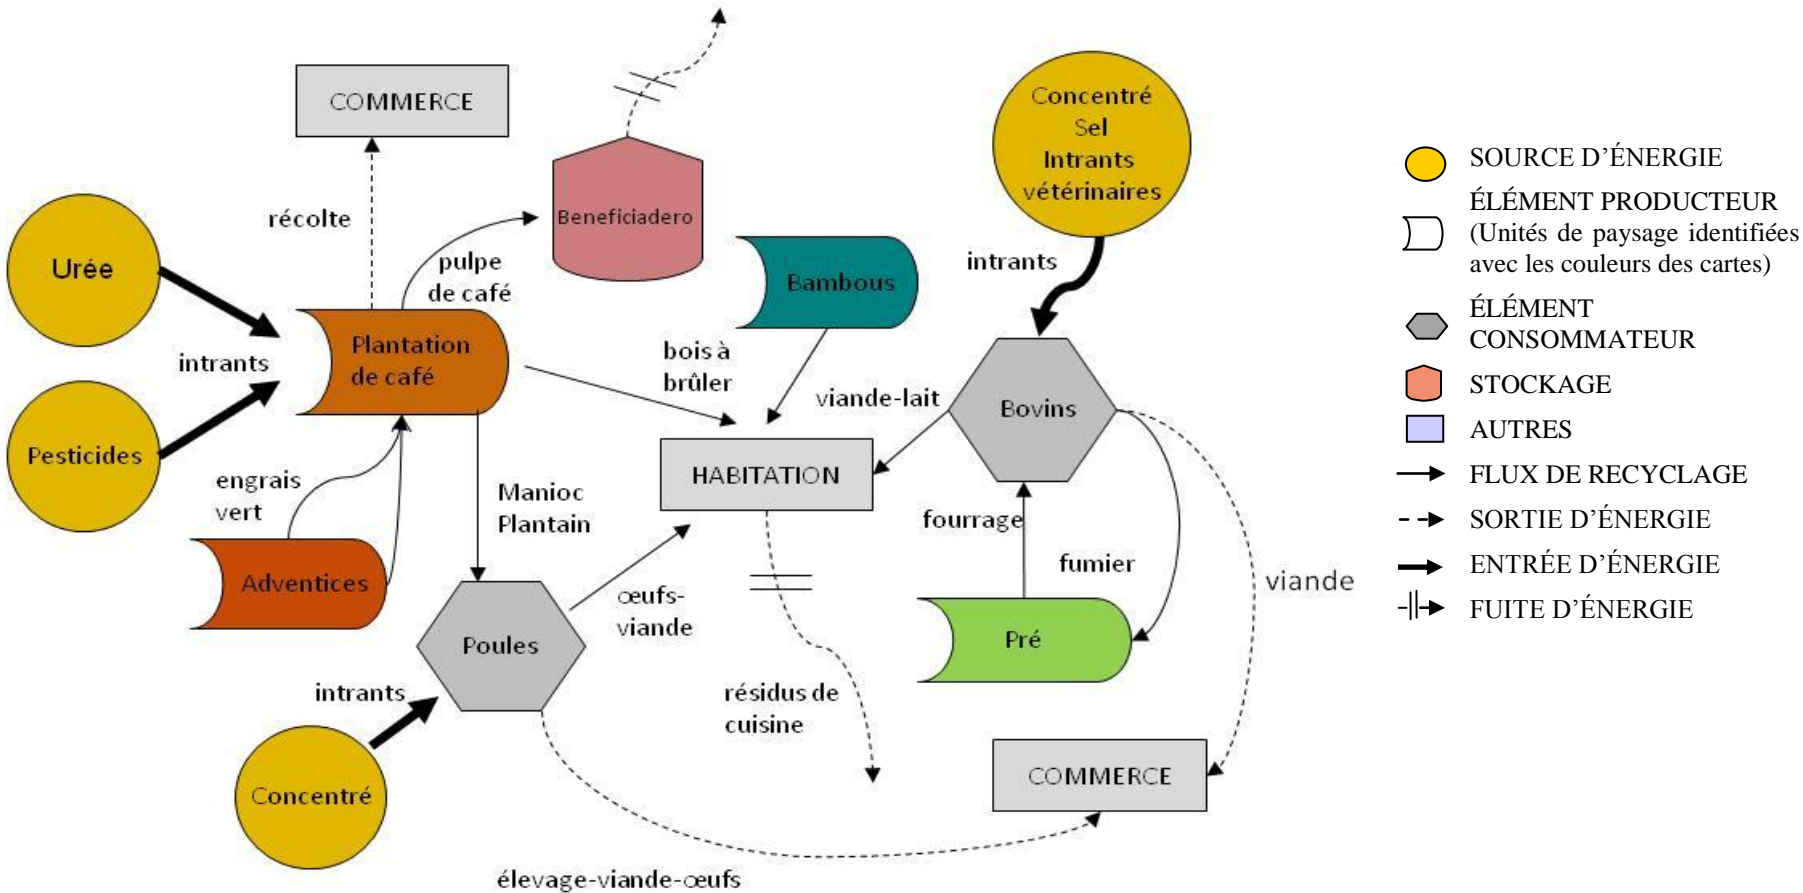 COMMERCE
récolte
Urée
Pesticides
intrants
Plantation
de café
pulpe
de café
Beneficiadero
Bambous
bois à
brûler
Concentré
Sel
Intrants
vétérinaires
intrants
Bovins
viande-lait
HABITATION
engrais
vert
Adventices
Manioc
Plantain
Poules
œufs-
viande
intrants
Concentré
résidus de
cuisine
fourrage
fumier
Pré
viande
COMMERCE
élevage-viande-œufs
SOURCE D’ÉNERGIE
ÉLÉMENT PRODUCTEUR
(Unités de paysage identifiées
avec les couleurs des cartes)
ÉLÉMENT
CONSOMMATEUR
STOCKAGE
AUTRES
FLUX DE RECYCLAGE
SORTIE D’ÉNERGIE
ENTRÉE D’ÉNERGIE
FUITE D’ÉNERGIE